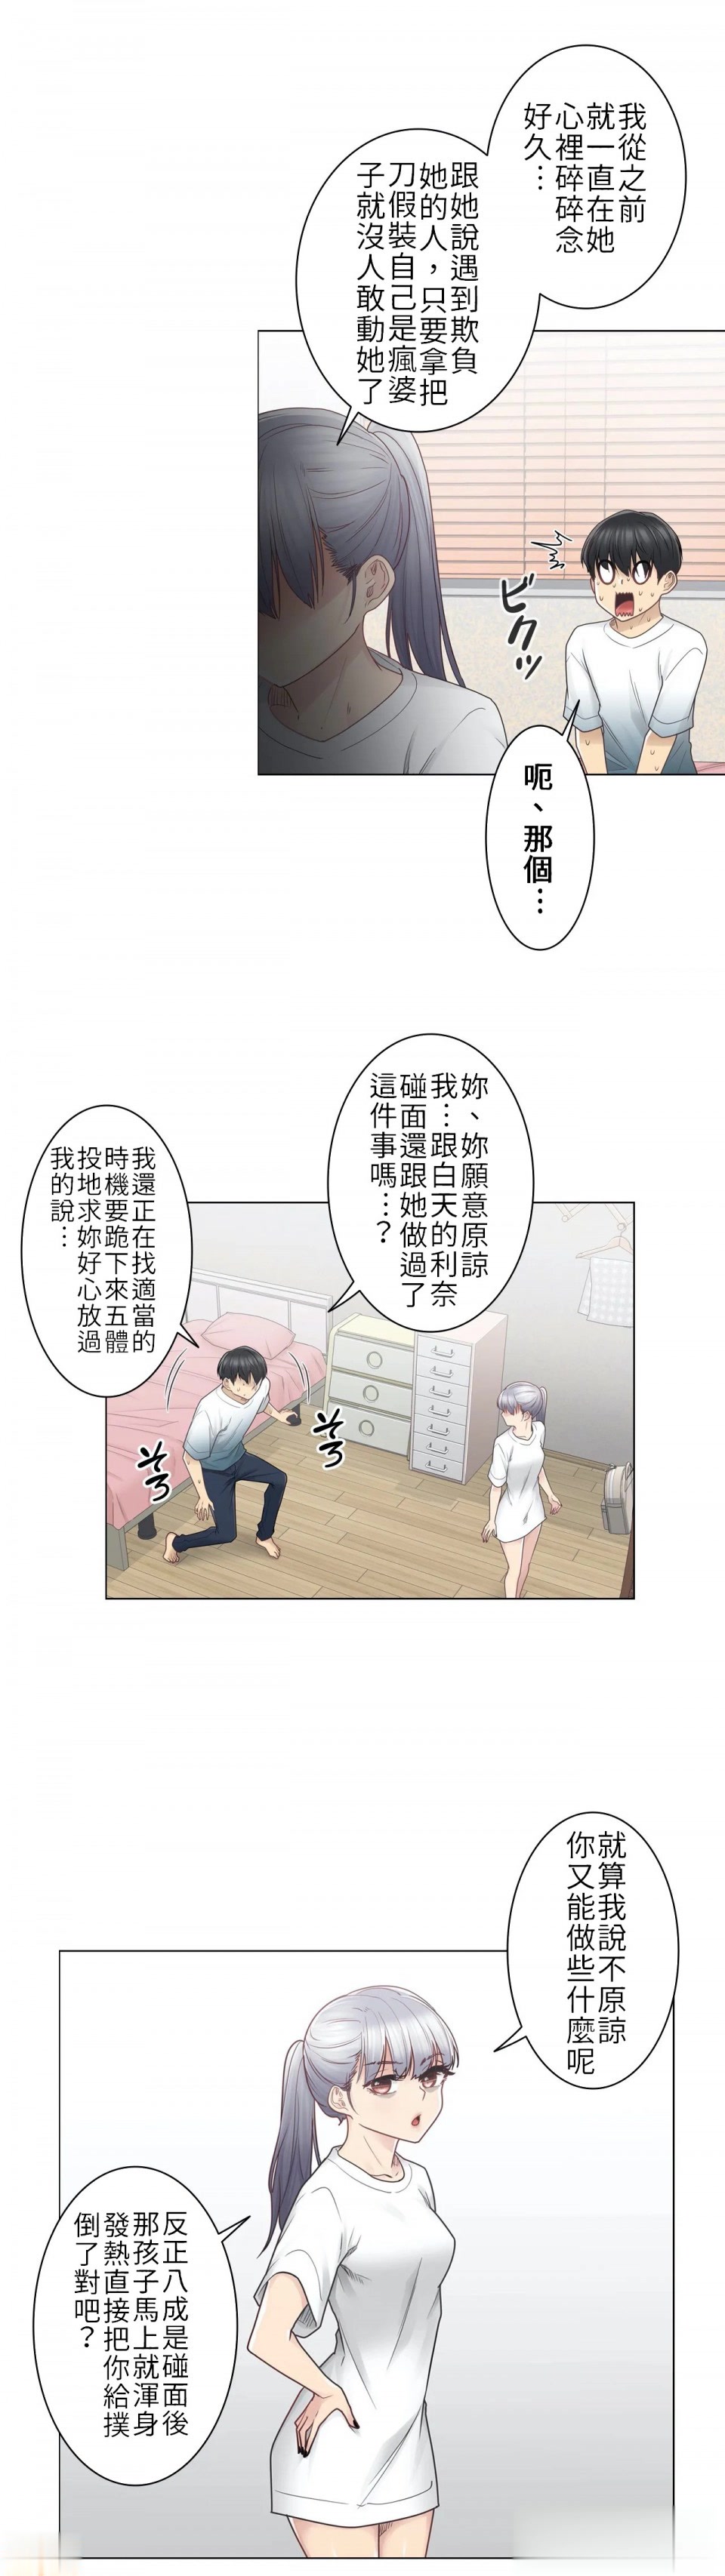 我從之前
就一直在她
心裡碎碎念
好久…
跟她說遇到欺負
她的人，只要拿把
刀假裝自己是瘋婆
子就沒人敢動她了
ビクッ
呃、那個…
妳、妳願意原諒
我…跟白天的利奈
碰面還跟她做過了
這件事嗎…？
我還正在找適當的
時機要跪下來五體
投地求妳好心放過
我的說…
そろ
そろ
就算我說不原諒
你又能做些什麼呢
反正八成是碰面後
那孩子馬上就渾身
發熱直接把你給撲
倒了對吧？